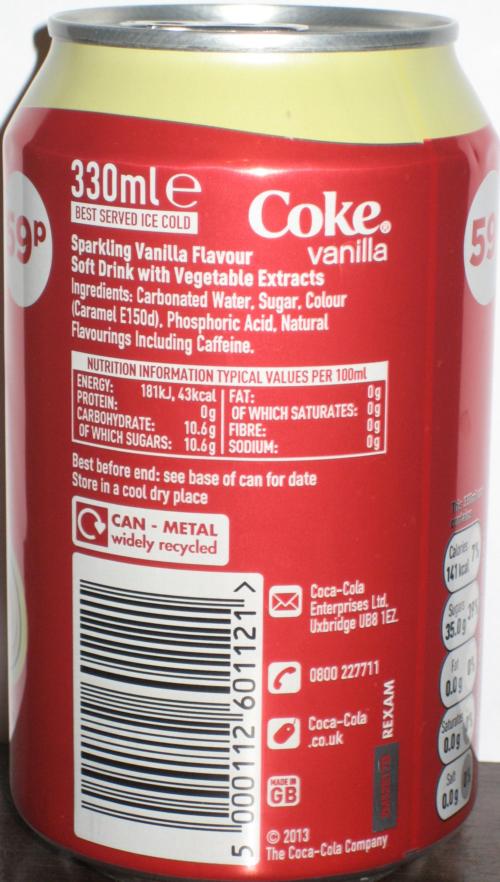 330ml e
BEST SERVED ICE COLD
Coke®
vanilla
9p
59
Sparkling Vanilla Flavour
Soft Drink with Vegetable Extracts
Ingredients: Carbonated Water, Sugar, Colour
(Caramel E150d), Phosphoric Acid, Natural
Flavourings Including Caffeine.
NUTRITION INFORMATION TYPICAL VALUES PER 100ml
ENERGY: 181kJ, 43kcal
PROTEIN: 0g
CARBOHYDRATE: 10.6g
OF WHICH SUGARS: 10.6g
FAT: 0g
OF WHICH SATURATES: 0g
FIBRE: 0g
SODIUM: 0g
Best before end: see base of can for date
Store in a cool dry place
CAN - METAL
widely recycled
5 000112 601121 >
Coca-Cola
Enterprises Ltd,
Uxbridge UB8 1EZ.
0800 227711
Coca-Cola
.co.uk
MADE IN
GB
REXAM
© 2013
The Coca-Cola Company
Calories
141 kcal
7%
Sugars
35.0g
39%
Fat
0.0g
0%
Saturates
0.0g
Salt
0.0g
0%